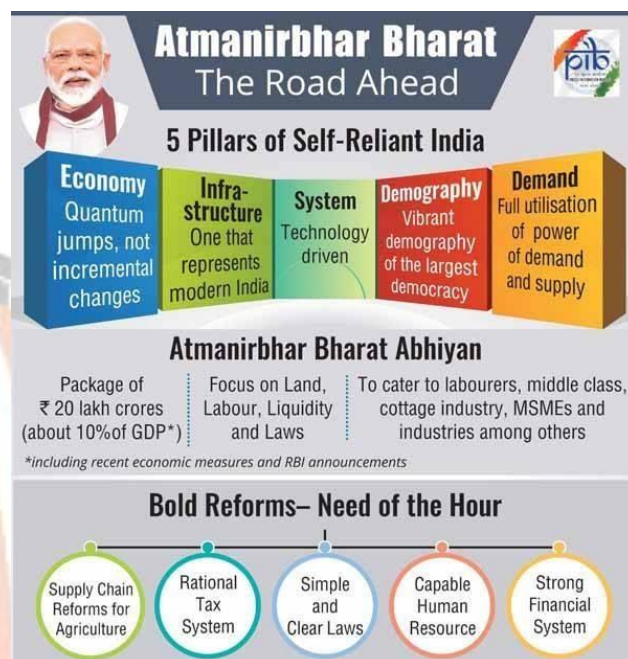 Atmanirbhar Bharat
The Road Ahead
pib
5 Pillars of Self-Reliant India
Economy
Quantum
jumps, not
incremental
changes
Infra-
structure
One that
represents
modern India
System
Technology
driven
Demography
Vibrant
demography
of the largest
democracy
Demand
Full utilisation
of power
of demand
and supply
Atmanirbhar Bharat Abhiyan
Package of
₹ 20 lakh crores
(about 10%of GDP*)
Focus on Land,
Labour, Liquidity
and Laws
To cater to labourers, middle class,
cottage industry, MSMEs and
industries among others
*including recent economic measures and RBI announcements
Bold Reforms– Need of the Hour
Supply Chain
Reforms for
Agriculture
Rational
Tax
System
Simple
and
Clear Laws
Capable
Human
Resource
Strong
Financial
System